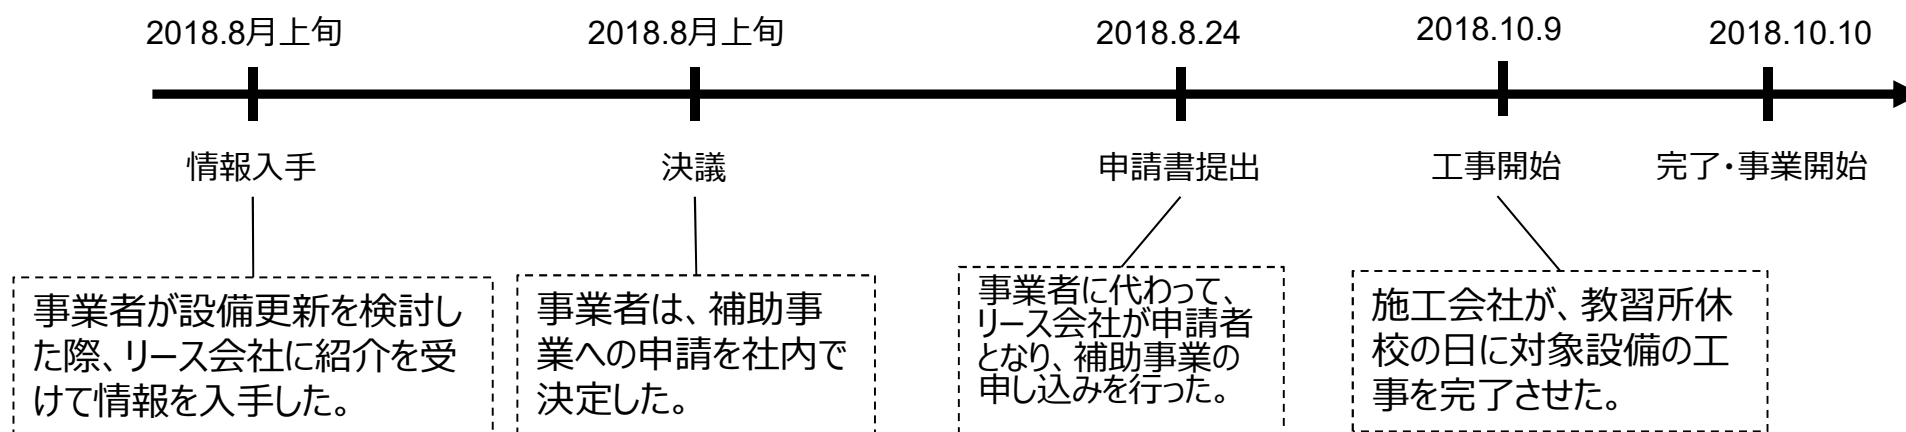 2018.8月上旬
2018.8月上旬
2018.8.24
2018.10.9
2018.10.10
情報入手
決議
申請書提出
工事開始
完了・事業開始
事業者が設備更新を検討し
た際、リース会社に紹介を受
けて情報を入手した。
事業者は、補助事
業への申請を社内で
決定した。
事業者に代わって、
リース会社が申請者
となり、補助事業の
申し込みを行った。
施工会社が、教習所休
校の日に対象設備の工
事を完了させた。